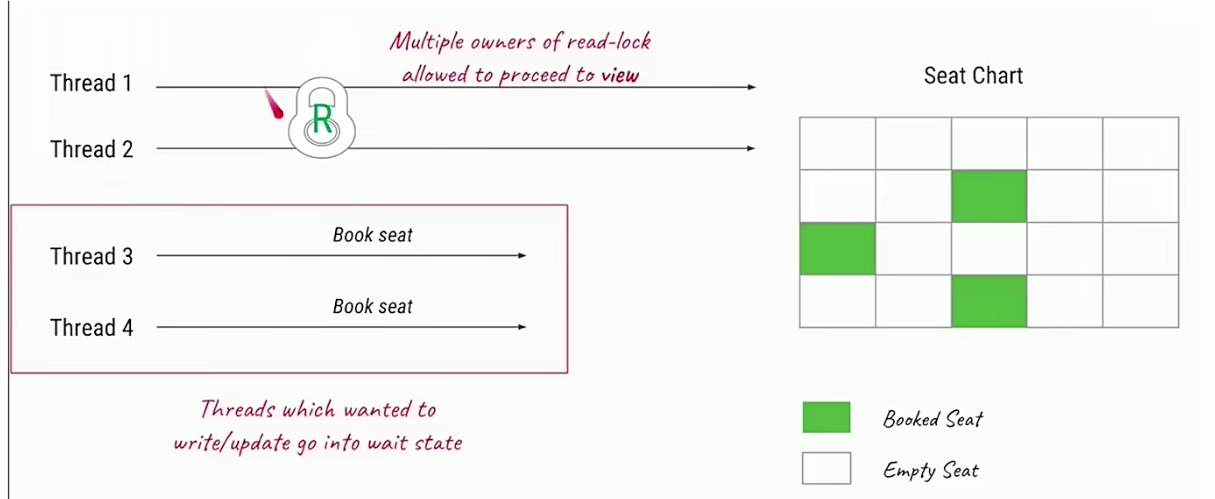 Multiple owners of read-lock
allowed to proceed to view
Thread 1
R
Thread 2
Seat Chart
Book seat
Thread 3
Book seat
Thread 4
Threads which wanted to
write/update go into wait state
Booked Seat
Empty Seat